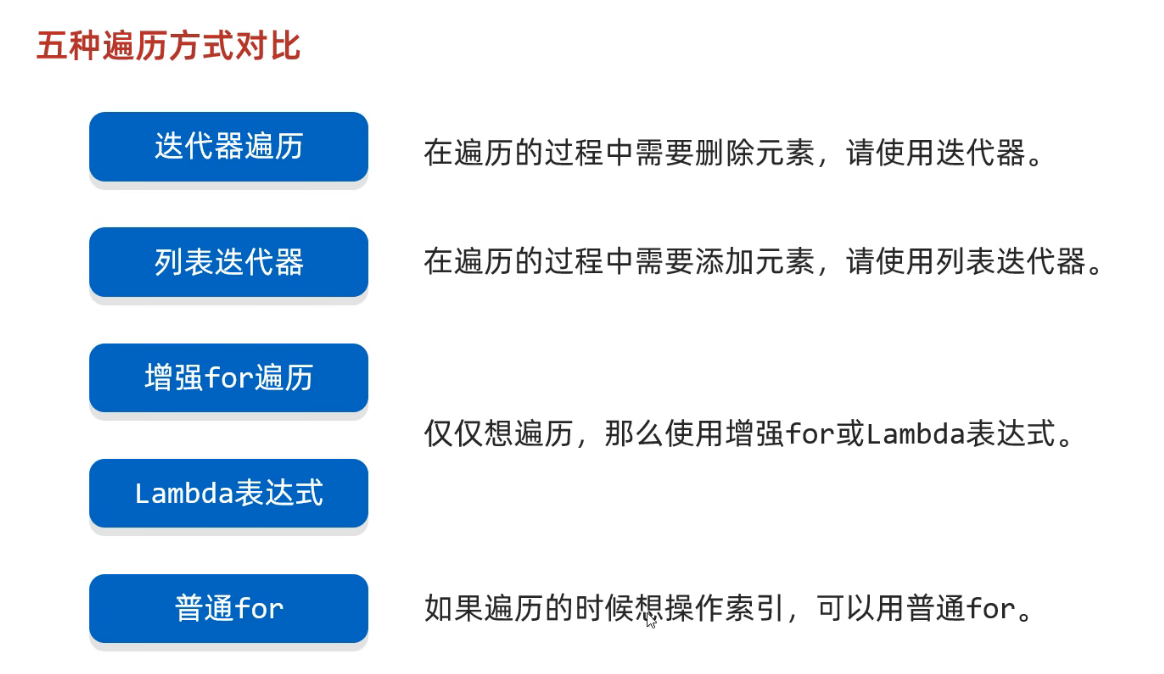 五种遍历方式对比
迭代器遍历
在遍历的过程中需要删除元素，请使用迭代器。
列表迭代器
在遍历的过程中需要添加元素，请使用列表迭代器。
增强for遍历
仅仅想遍历，那么使用增强for或Lambda表达式。
Lambda表达式
普通for
如果遍历的时候想操作索引，可以用普通for。